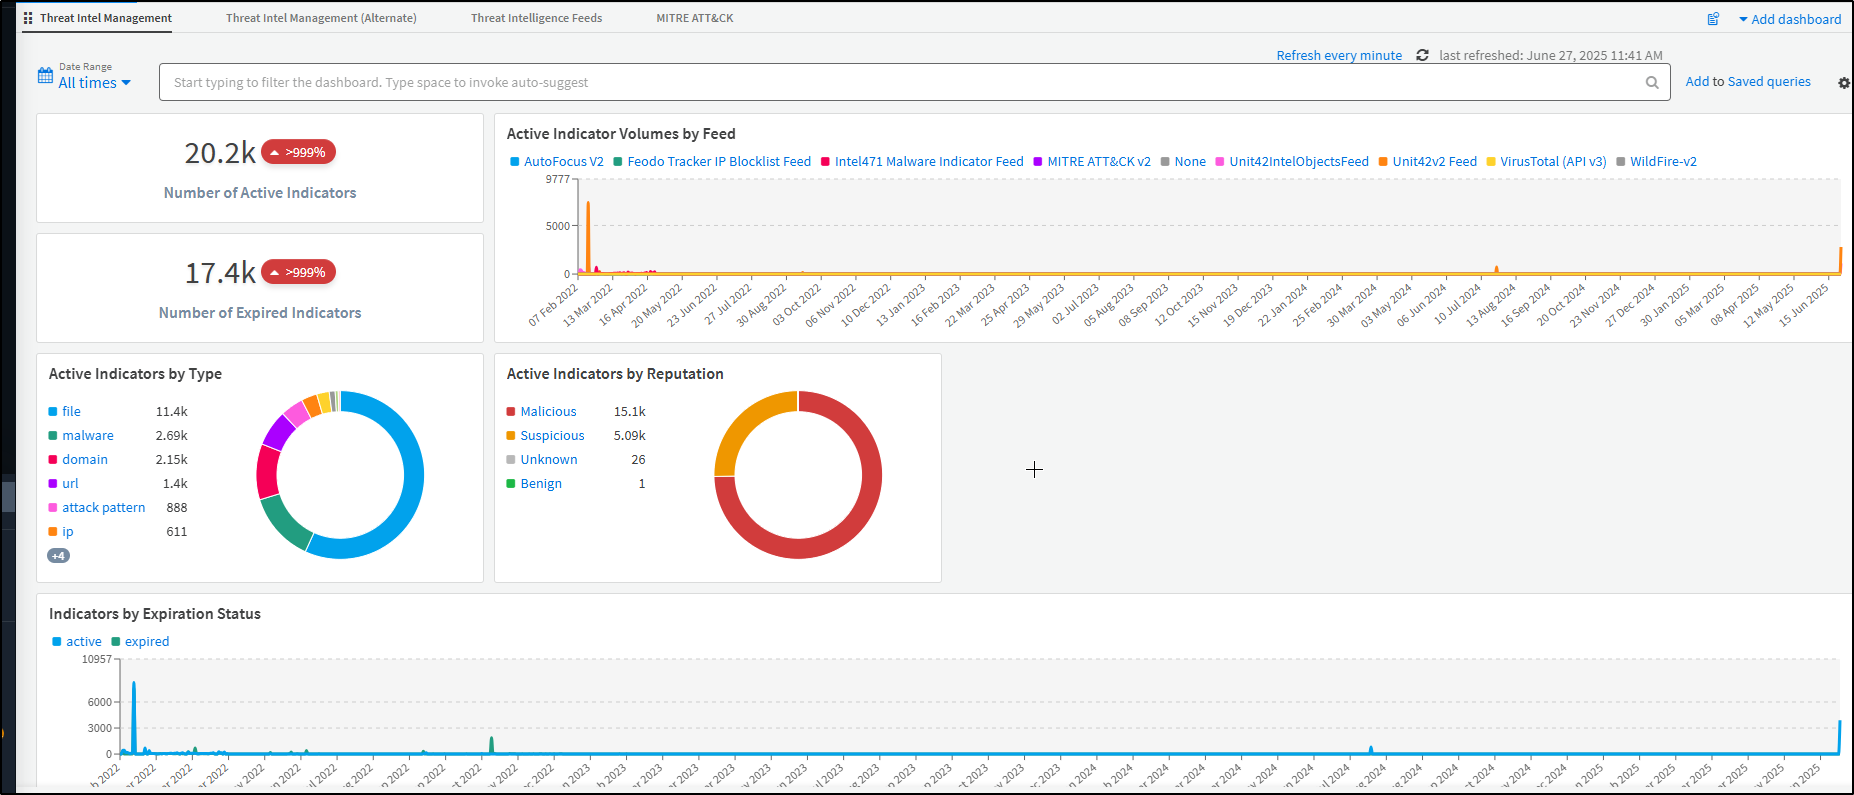 Threat Intel Management
Threat Intel Management (Alternate)
Threat Intelligence Feeds
MITRE ATT&CK
Add dashboard
Refresh every minute
last refreshed: June 27, 2025 11:41 AM
Date Range
All times
Start typing to filter the dashboard. Type space to invoke auto-suggest
Add to Saved queries
20.2k
>999%
Number of Active Indicators
17.4k
>999%
Number of Expired Indicators
Active Indicator Volumes by Feed
AutoFocus V2
Feodo Tracker IP Blocklist Feed
Intel471 Malware Indicator Feed
MITRE ATT&CK v2
None
Unit42IntelObjectsFeed
Unit42v2 Feed
VirusTotal (API v3)
WildFire-v2
9777
5000
0
07 Feb 2022
13 Mar 2022
16 Apr 2022
20 May 2022
23 Jun 2022
27 Jul 2022
30 Aug 2022
03 Oct 2022
06 Nov 2022
10 Dec 2022
13 Jan 2023
16 Feb 2023
22 Mar 2023
25 Apr 2023
29 May 2023
02 Jul 2023
05 Aug 2023
08 Sep 2023
12 Oct 2023
15 Nov 2023
19 Dec 2023
22 Jan 2024
25 Feb 2024
30 Mar 2024
03 May 2024
06 Jun 2024
10 Jul 2024
13 Aug 2024
16 Sep 2024
20 Oct 2024
23 Nov 2024
27 Dec 2024
30 Jan 2025
05 Mar 2025
08 Apr 2025
12 May 2025
15 Jun 2025
Active Indicators by Type
file 11.4k
malware 2.69k
domain 2.15k
url 1.4k
attack pattern 888
ip 611
+4
Active Indicators by Reputation
Malicious 15.1k
Suspicious 5.09k
Unknown 26
Benign 1
Indicators by Expiration Status
active
expired
10957
6000
3000
0